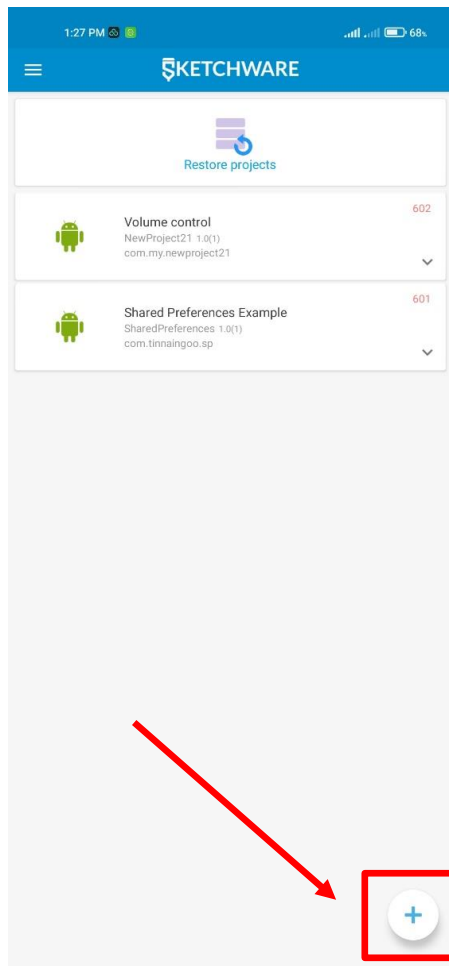 1:27 PM 68%
SKETCHWARE
Restore projects
602
Volume control
NewProject21 1.0(1)
com.my.newproject21
601
Shared Preferences Example
SharedPreferences 1.0(1)
com.tinnaingoo.sp
+